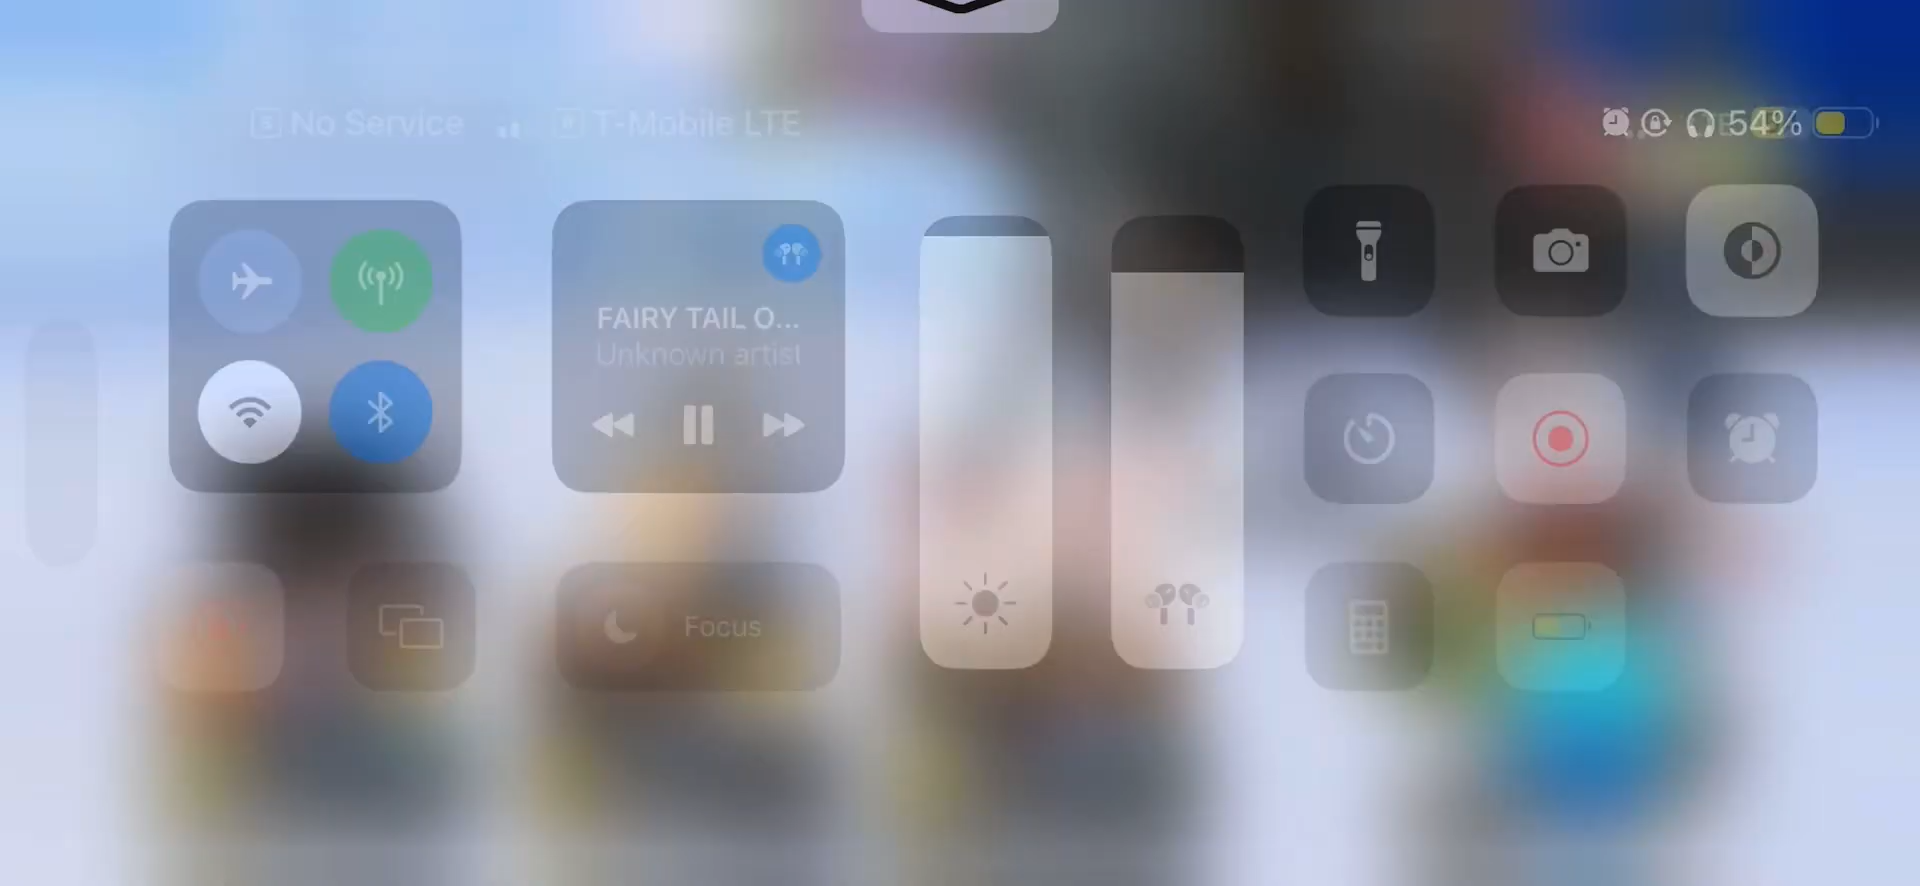 No Service
T-Mobile LTE
54%
FAIRY TAIL O...
Unknown artist
Focus